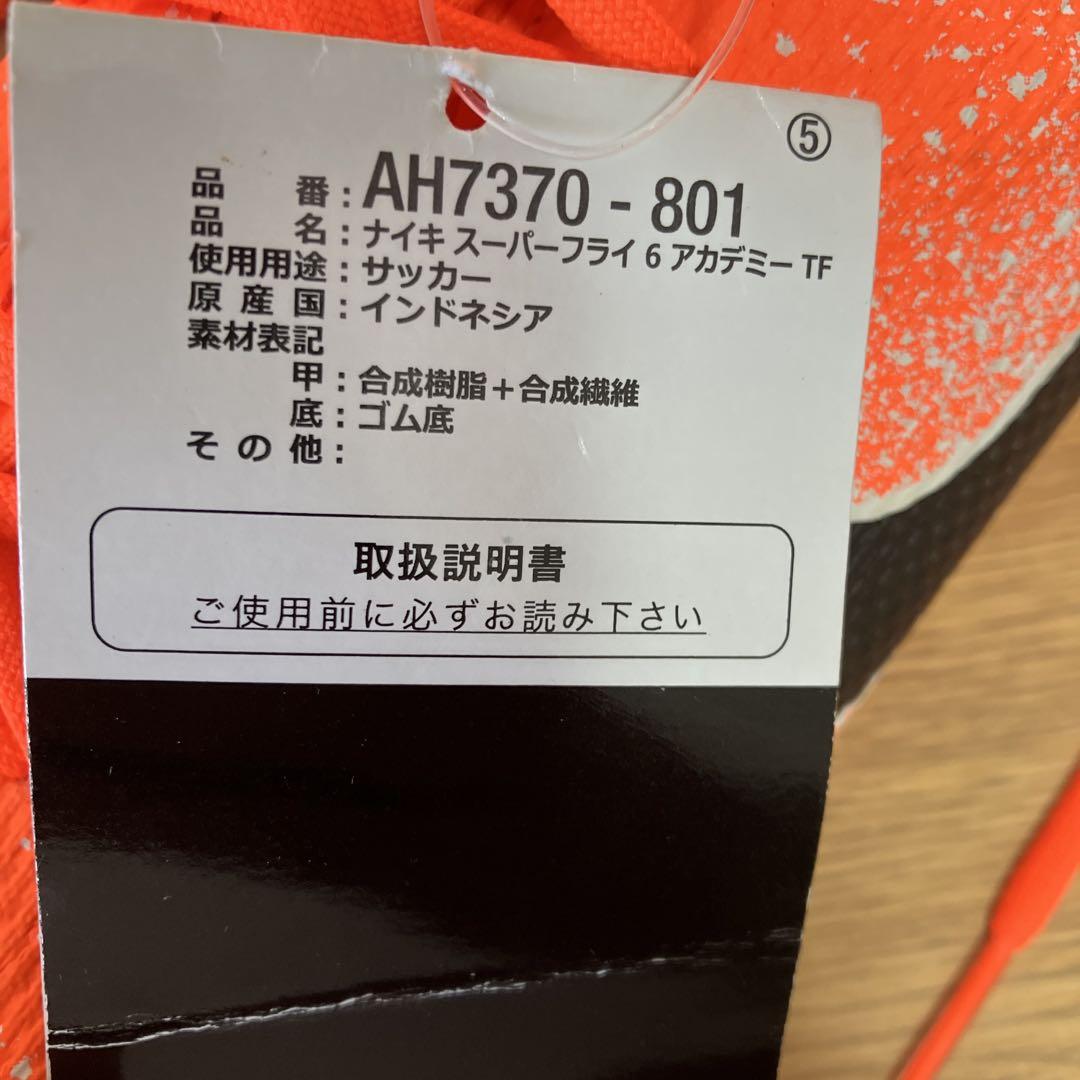 ⑤
品番：AH7370 - 801
品名：ナイキ スーパーフライ 6 アカデミー TF
使用用途：サッカー
原産国：インドネシア
素材表記
甲：合成樹脂＋合成繊維
底：ゴム底
その他：
取扱説明書
ご使用前に必ずお読み下さい